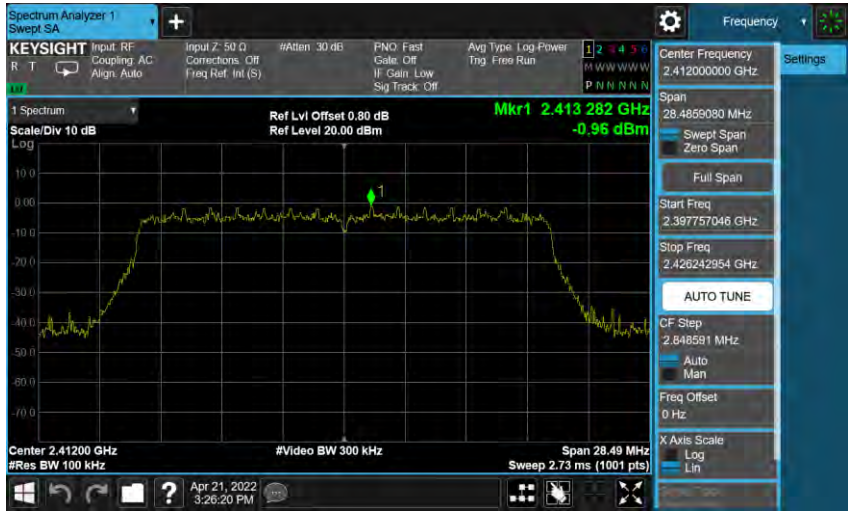 Spectrum Analyzer 1
Swept SA
+
Frequency
KEYSIGHT
R T
Input: RF
Coupling: AC
Align: Auto
Input Z: 50 Ω
Corrections: Off
Freq Ref: Int (S)
#Atten: 30 dB
PNO: Fast
Gate: Off
IF Gain: Low
Sig Track: Off
Avg Type: Log-Power
Trig: Free Run
1 2 3 4 5 6
M W W W W W
P N N N N N
1 Spectrum
Scale/Div 10 dB
Log
Ref Lvl Offset 0.80 dB
Ref Level 20.00 dBm
Mkr1 2.413 282 GHz
-0.96 dBm
10.0
0.00
-10.0
-20.0
-30.0
-40.0
-50.0
-60.0
-70.0
1
Center 2.41200 GHz
#Res BW 100 kHz
#Video BW 300 kHz
Span 28.49 MHz
Sweep 2.73 ms (1001 pts)
Apr 21, 2022
3:26:20 PM
?
Center Frequency
2.412000000 GHz
Settings
Span
28.4859080 MHz
Swept Span
Zero Span
Full Span
Start Freq
2.397757046 GHz
Stop Freq
2.426242954 GHz
AUTO TUNE
CF Step
2.848591 MHz
Auto
Man
Freq Offset
0 Hz
X Axis Scale
Log
Lin